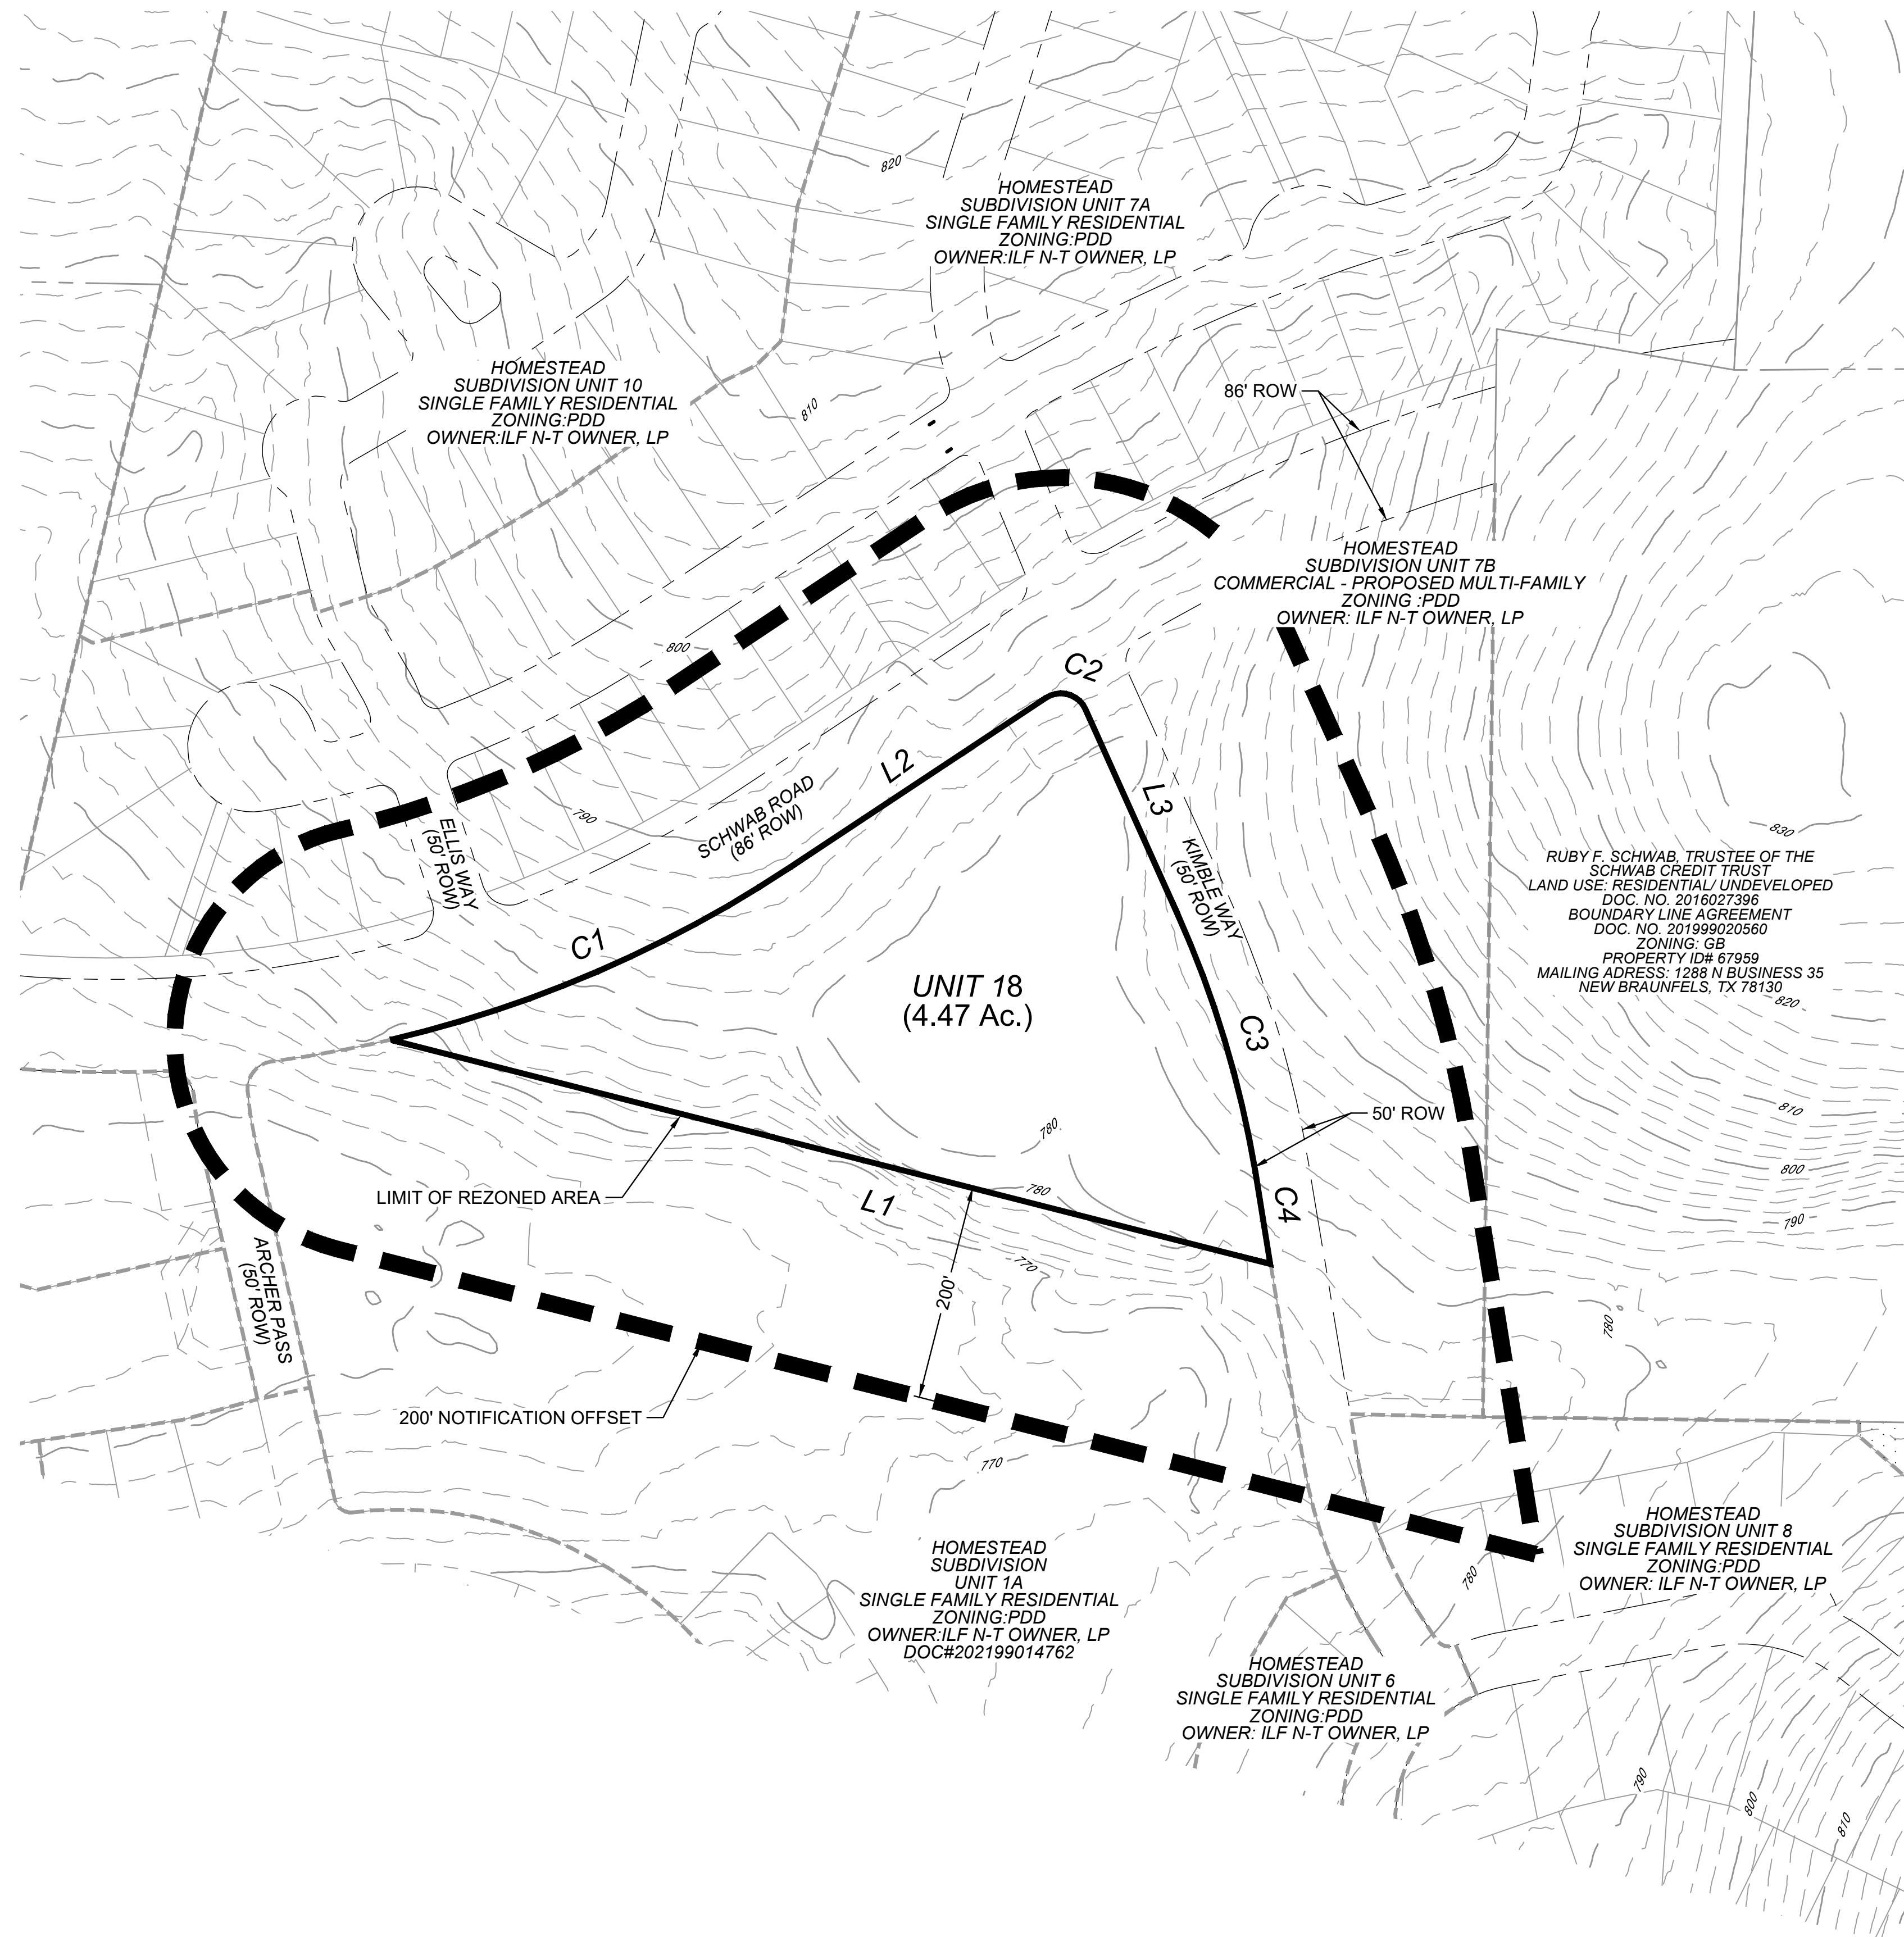 820
HOMESTEAD
SUBDIVISION UNIT 7A
SINGLE FAMILY RESIDENTIAL
ZONING:PDD
OWNER:ILF N-T OWNER, LP
HOMESTEAD
SUBDIVISION UNIT 10
SINGLE FAMILY RESIDENTIAL
ZONING:PDD
OWNER:ILF N-T OWNER, LP
810
86' ROW
HOMESTEAD
SUBDIVISION UNIT 7B
COMMERCIAL - PROPOSED MULTI-FAMILY
ZONING :PDD
OWNER: ILF N-T OWNER, LP
800
C2
L2
L3
790
SCHWAB ROAD
(86' ROW)
ELLIS WAY
(50' ROW)
KIMBLE WAY
(50' ROW)
830
RUBY F. SCHWAB, TRUSTEE OF THE
SCHWAB CREDIT TRUST
LAND USE: RESIDENTIAL/ UNDEVELOPED
DOC. NO. 2016027396
BOUNDARY LINE AGREEMENT
DOC. NO. 201999020560
ZONING: GB
PROPERTY ID# 67959
MAILING ADRESS: 1288 N BUSINESS 35
NEW BRAUNFELS, TX 78130
820
C1
UNIT 18
(4.47 Ac.)
C3
50' ROW
780
810
800
LIMIT OF REZONED AREA
L1
780
C4
790
770
200'
ARCHER PASS
(50' ROW)
780
200' NOTIFICATION OFFSET
770
HOMESTEAD
SUBDIVISION
UNIT 1A
SINGLE FAMILY RESIDENTIAL
ZONING:PDD
OWNER:ILF N-T OWNER, LP
DOC#202199014762
HOMESTEAD
SUBDIVISION UNIT 8
SINGLE FAMILY RESIDENTIAL
ZONING:PDD
OWNER: ILF N-T OWNER, LP
780
HOMESTEAD
SUBDIVISION UNIT 6
SINGLE FAMILY RESIDENTIAL
ZONING:PDD
OWNER: ILF N-T OWNER, LP
790
800
810